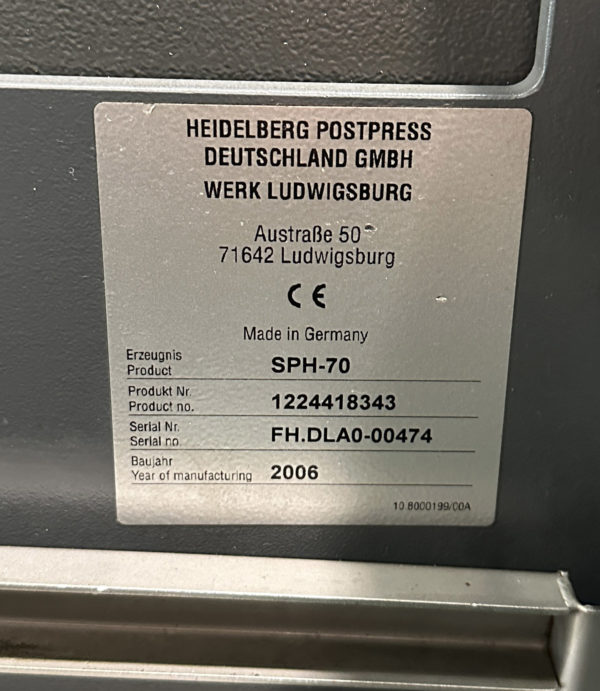 HEIDELBERG POSTPRESS
DEUTSCHLAND GMBH
WERK LUDWIGSBURG
Austraße 50
71642 Ludwigsburg
CE
Made in Germany
Erzeugnis
Product SPH-70
Produkt Nr.
Product no. 1224418343
Serial Nr.
Serial no. FH.DLA0-00474
Baujahr
Year of manufacturing 2006
10.8000199/00A